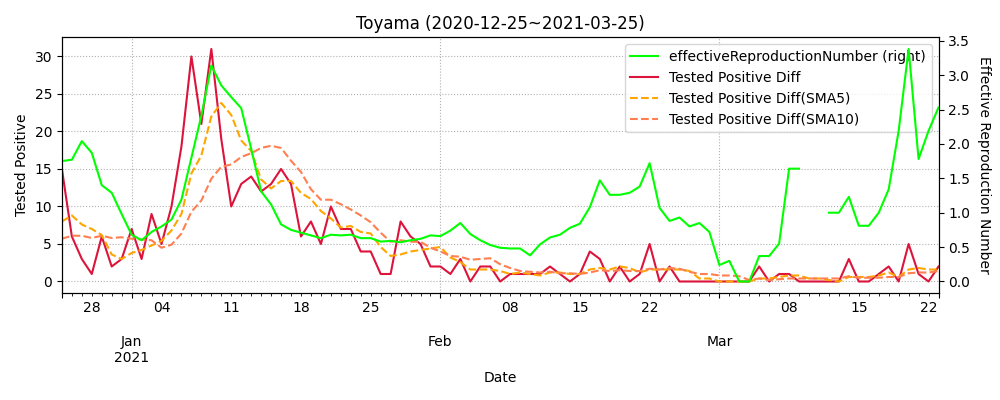 Toyama (2020-12-25~2021-03-25)
effectiveReproductionNumber (right)
Tested Positive Diff
Tested Positive Diff(SMA5)
Tested Positive Diff(SMA10)
Tested Positive
30
25
20
15
10
5
0
3.5
3.0
2.5
2.0
1.5
1.0
0.5
0.0
Effective Reproduction Number
28 04 11 18 25 08 15 22 08 15 22
Jan Feb Mar
2021
Date